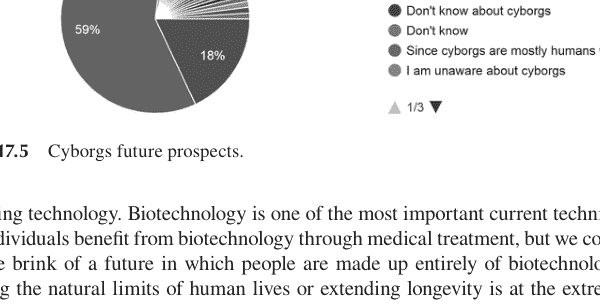 59%
18%
Don't know about cyborgs
Don't know
Since cyborgs are mostly humans
I am unaware about cyborgs
1/3
17.5 Cyborgs future prospects.
ing technology. Biotechnology is one of the most important current techni
dividuals benefit from biotechnology through medical treatment, but we co
e brink of a future in which people are made up entirely of biotechnolo
g the natural limits of human lives or extending longevity is at the extre